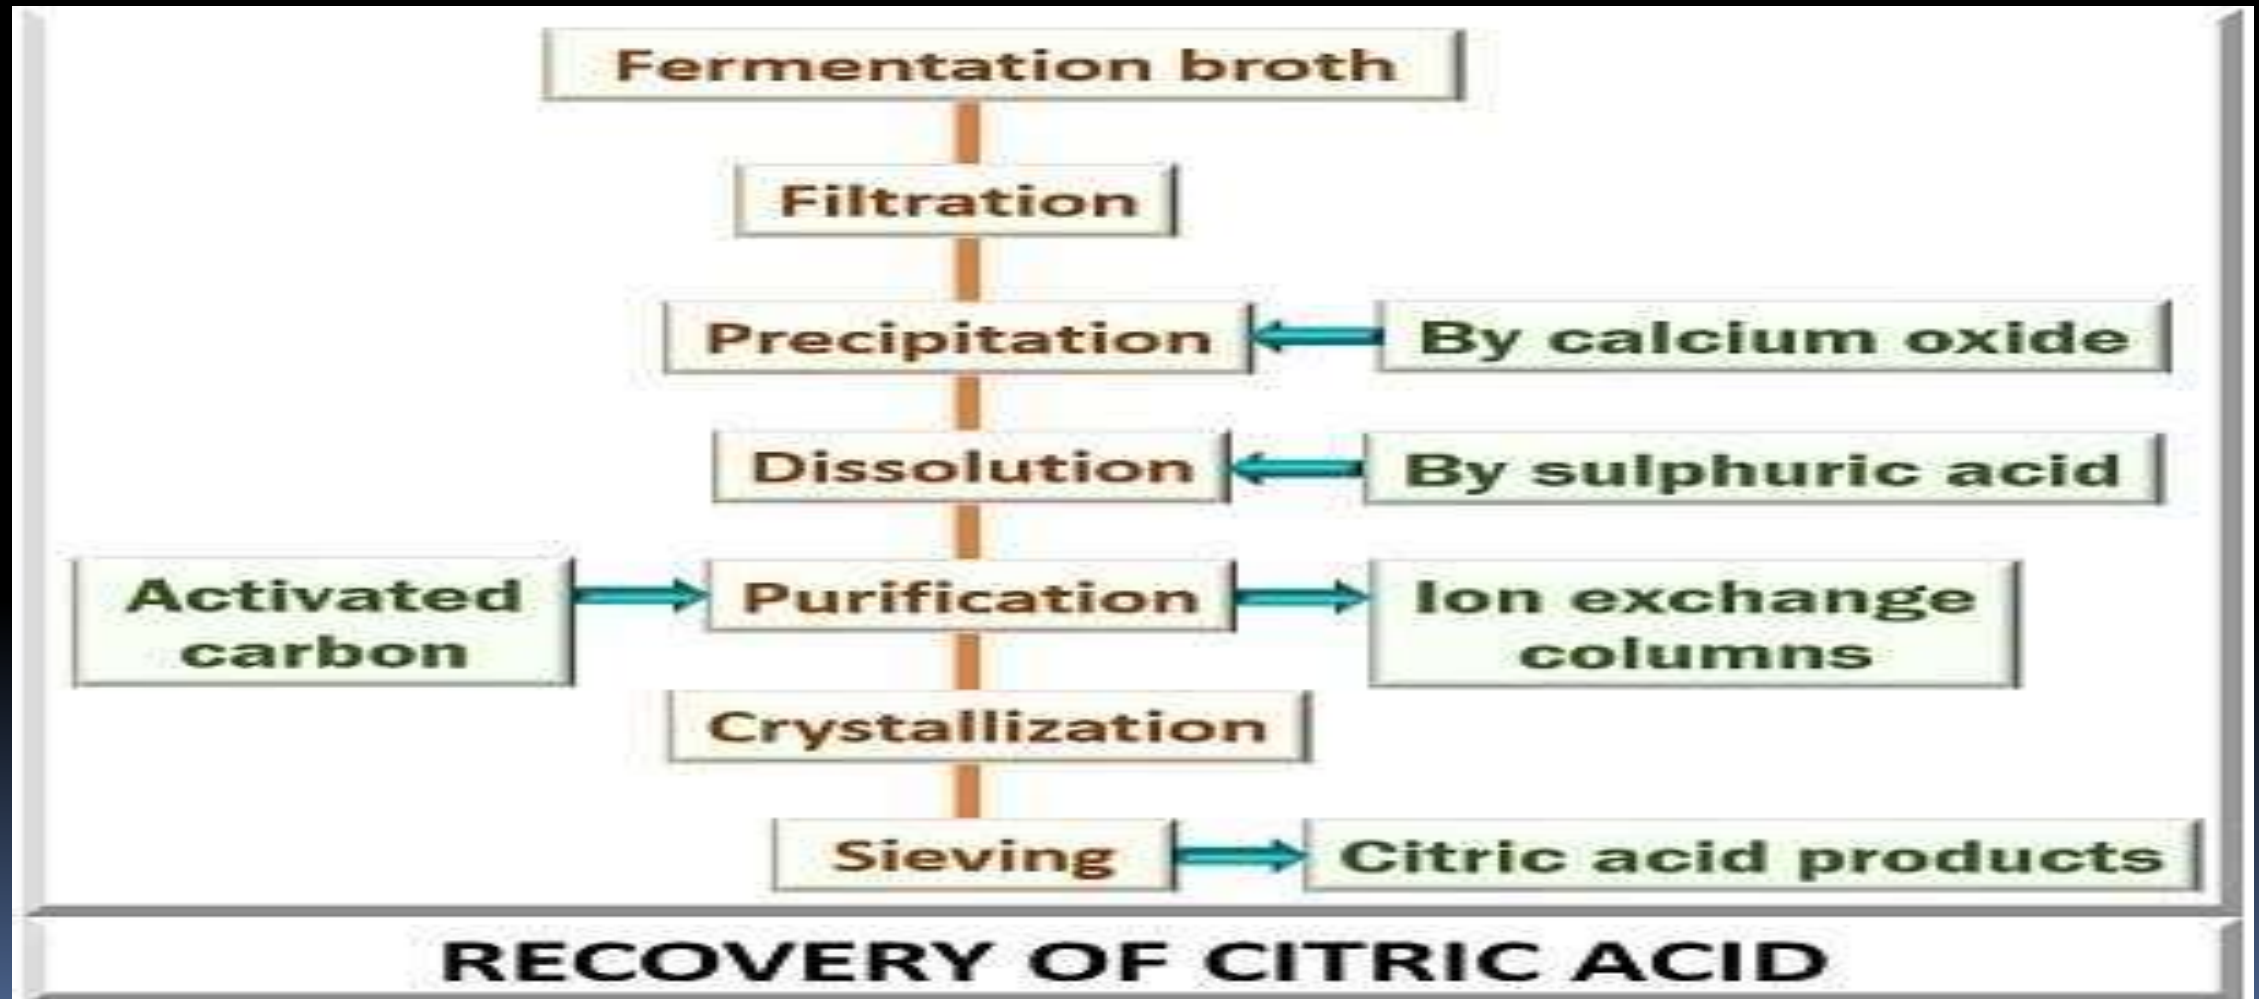 Fermentation broth
Filtration
Precipitation
By calcium oxide
Dissolution
By sulphuric acid
Activated
carbon
Purification
Ion exchange
columns
Crystallization
Sieving
Citric acid products
RECOVERY OF CITRIC ACID